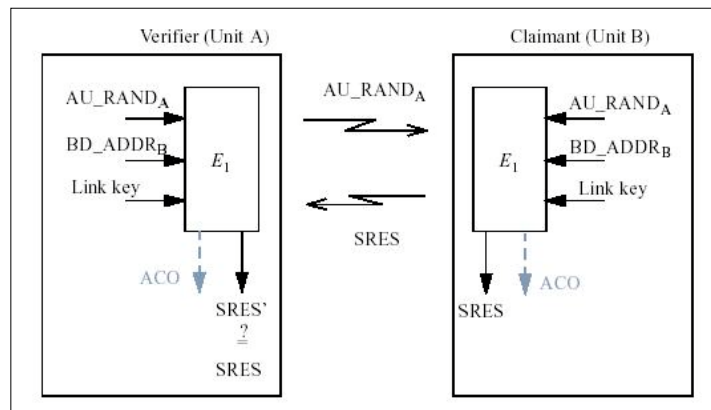 Verifier (Unit A)
AU_RANDA
BD_ADDRB
Link key
E1
ACO
SRES’
?
=
SRES
AU_RANDA
SRES
Claimant (Unit B)
E1
AU_RANDA
BD_ADDRB
Link key
SRES
ACO